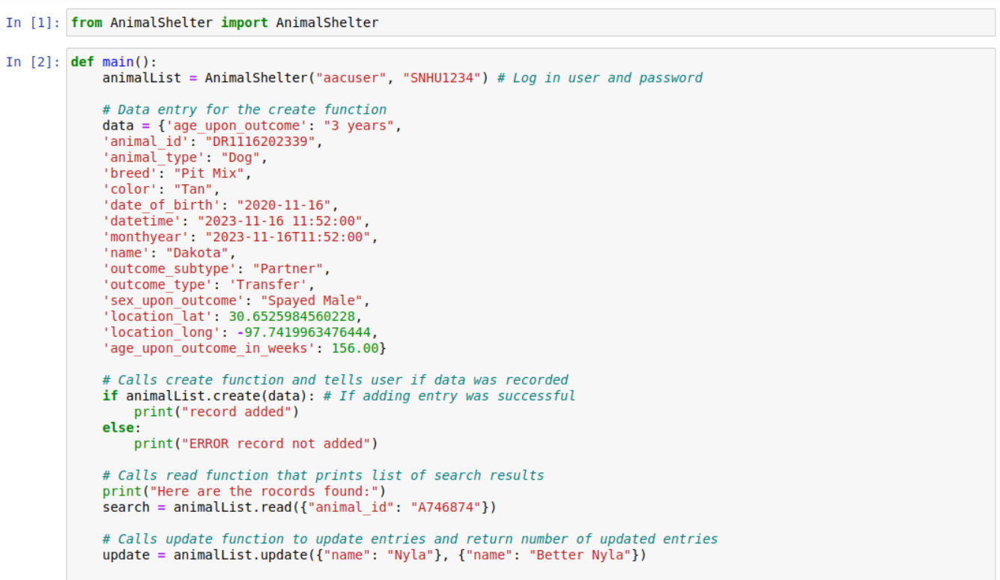 In [1]: from AnimalShelter import AnimalShelter
In [2]: def main():
    animalList = AnimalShelter("aacuser", "SNHU1234") # Log in user and password
    # Data entry for the create function
    data = {'age_upon_outcome': "3 years",
    'animal_id': "DR1116202339",
    'animal_type': "Dog",
    'breed': "Pit Mix",
    'color': "Tan",
    'date_of_birth': "2020-11-16",
    'datetime': "2023-11-16 11:52:00",
    'monthyear': "2023-11-16T11:52:00",
    'name': "Dakota",
    'outcome_subtype': "Partner",
    'outcome_type': 'Transfer',
    'sex_upon_outcome': "Spayed Male",
    'location_lat': 30.6525984560228,
    'location_long': -97.7419963476444,
    'age_upon_outcome_in_weeks': 156.00}
    # Calls create function and tells user if data was recorded
    if animalList.create(data): # If adding entry was successful
        print("record added")
    else:
        print("ERROR record not added")
    # Calls read function that prints list of search results
    print("Here are the rocords found:")
    search = animalList.read({"animal_id": "A746874"})
    # Calls update function to update entries and return number of updated entries
    update = animalList.update({"name": "Nyla"}, {"name": "Better Nyla"})